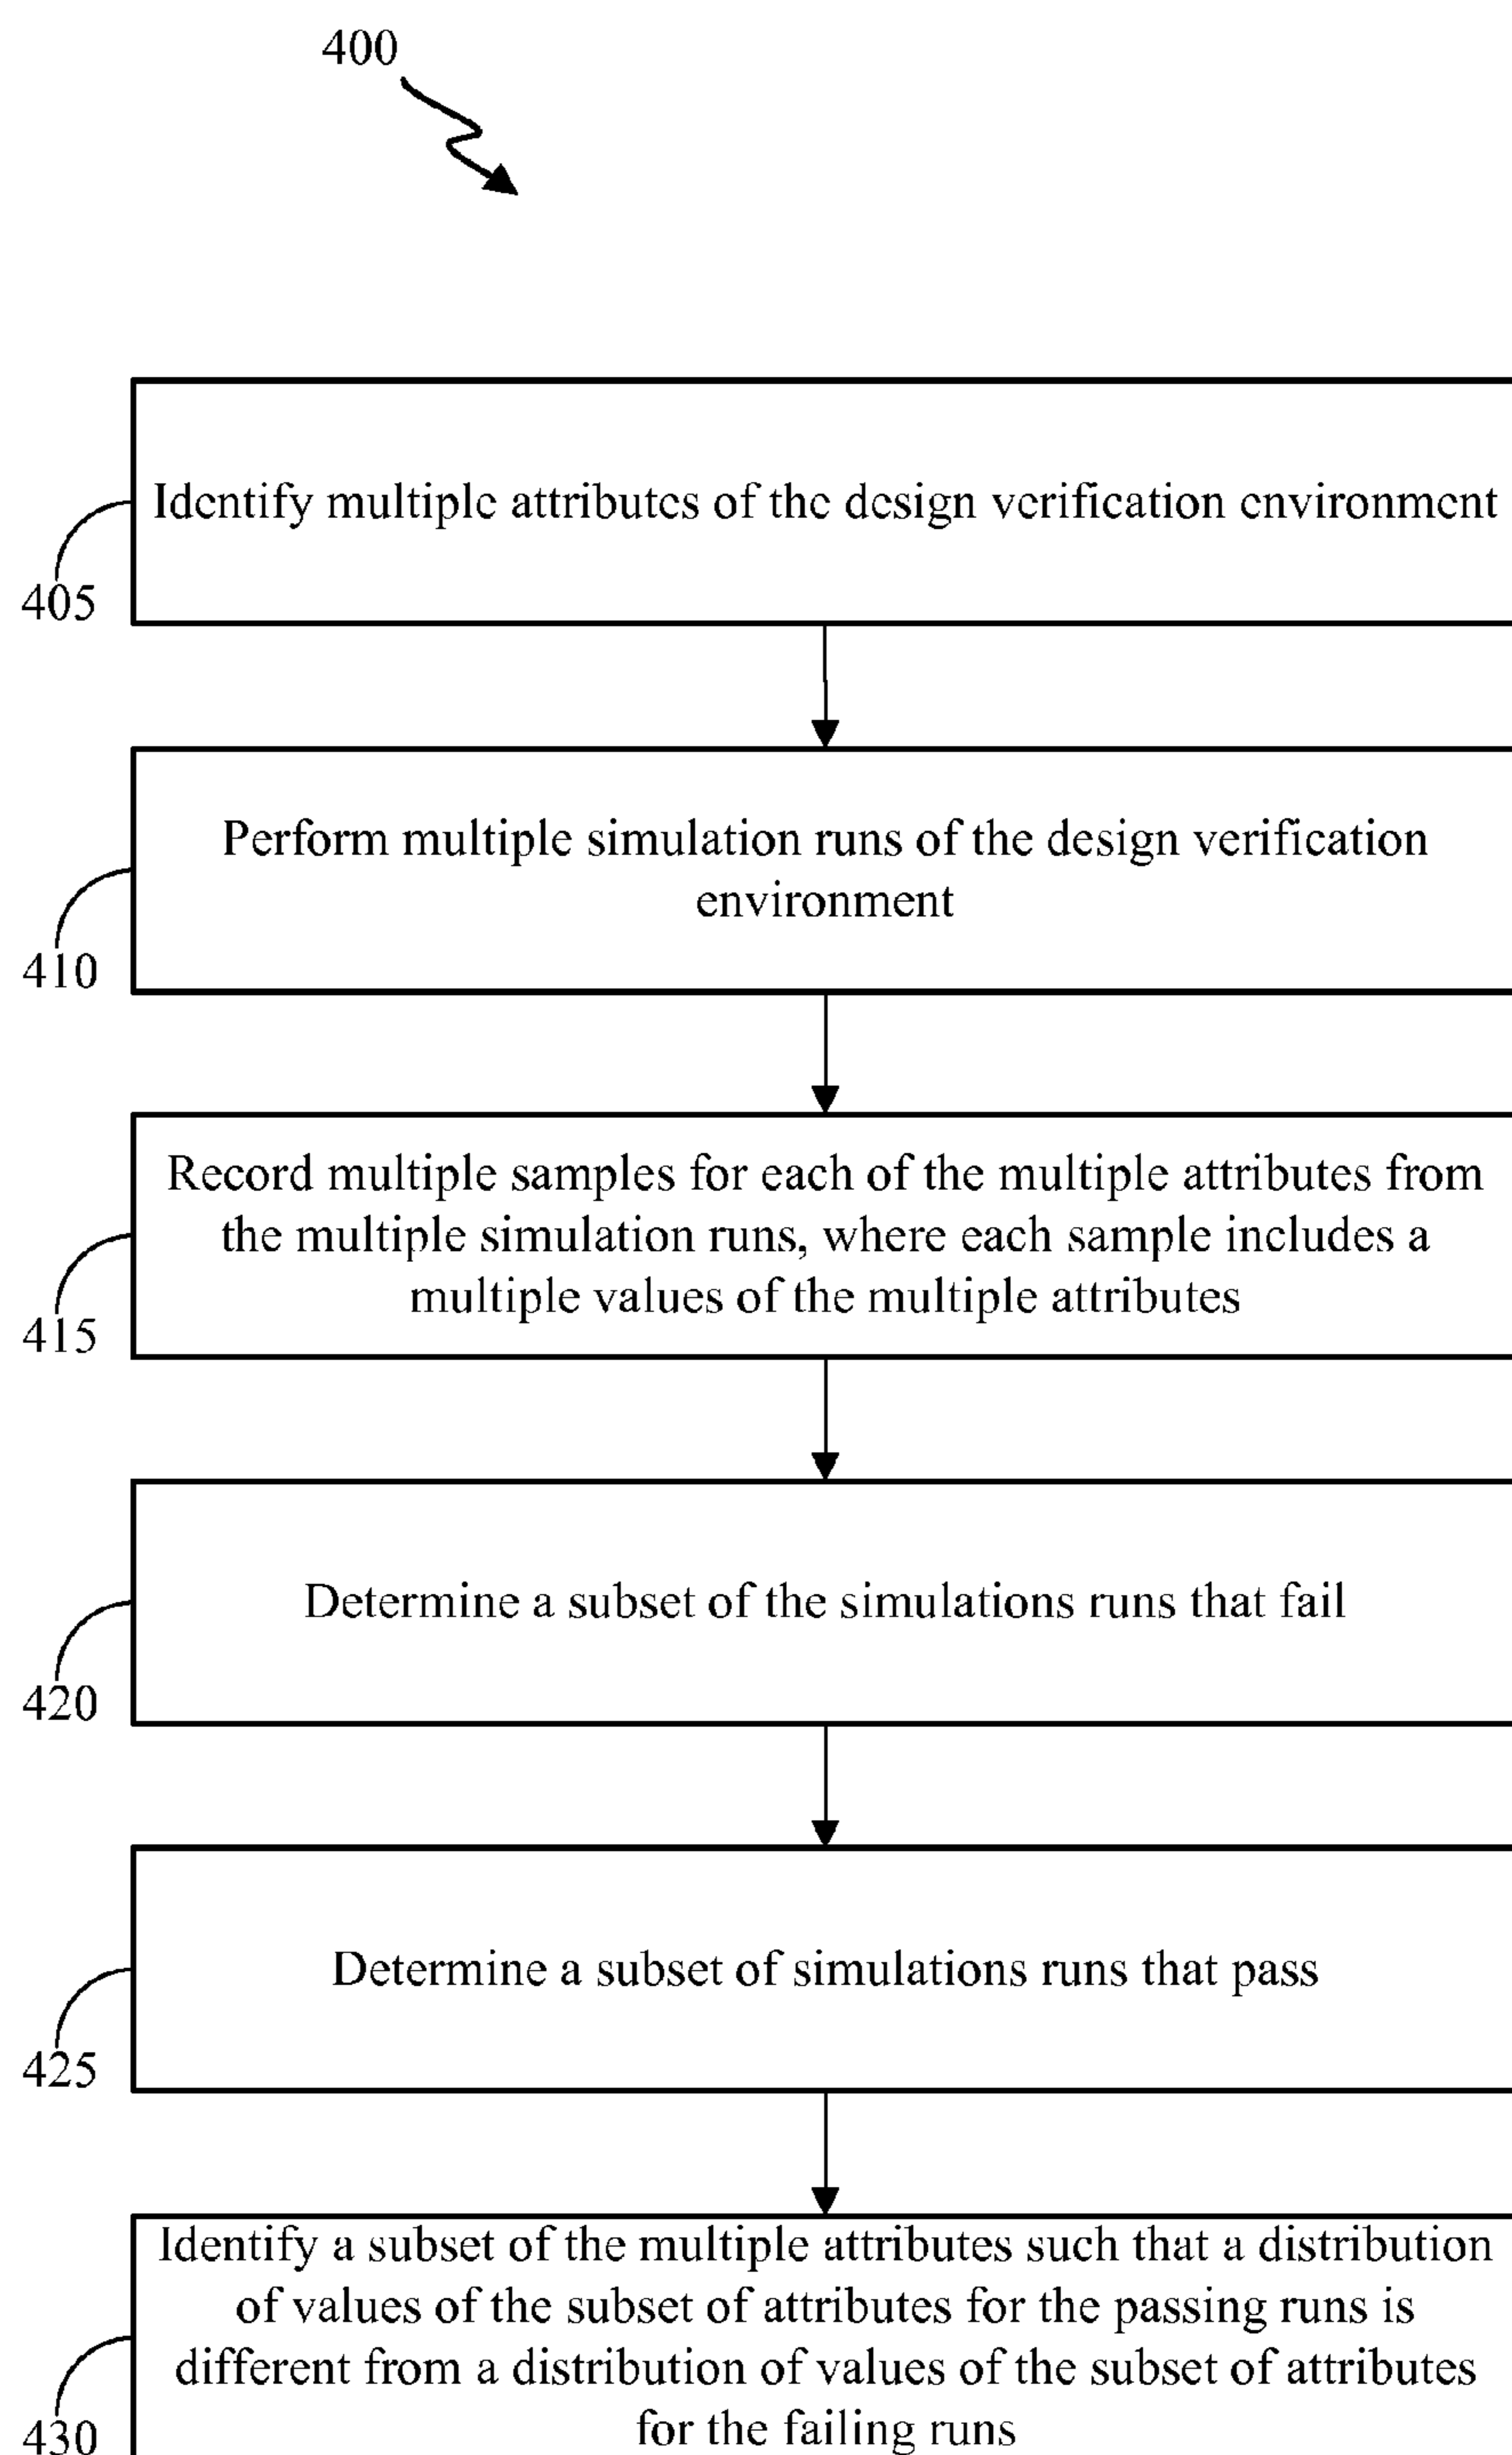 400
Identify multiple attributes of the design verification environment
405
Perform multiple simulation runs of the design verification
environment
410
Record multiple samples for each of the multiple attributes from
the multiple simulation runs, where each sample includes a
multiple values of the multiple attributes
415
Determine a subset of the simulations runs that fail
420
Determine a subset of simulations runs that pass
425
Identify a subset of the multiple attributes such that a distribution
of values of the subset of attributes for the passing runs is
different from a distribution of values of the subset of attributes
for the failing runs
430